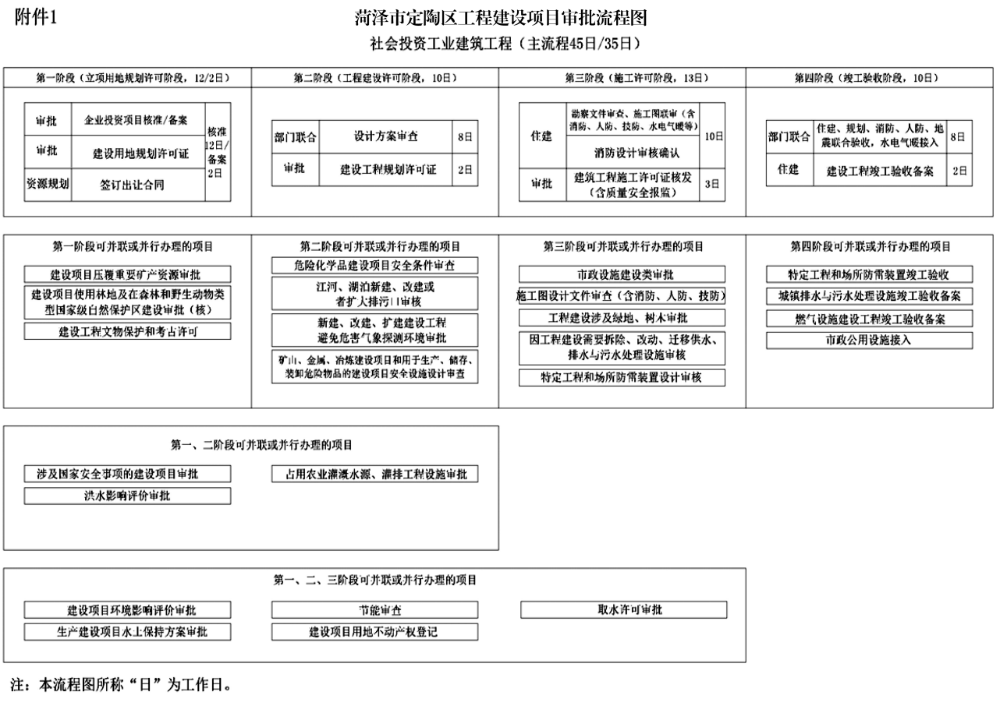 附件1
菏泽市定陶区工程建设项目审批流程图
社会投资工业建筑工程（主流程45日/35日）
第一阶段（立项用地规划许可阶段，12/2日）
第二阶段（工程建设许可阶段，10日）
第三阶段（施工许可阶段，13日）
第四阶段（竣工验收阶段，10日）
审批
企业投资项目核准/备案
审批
建设用地规划许可证
资源规划
签订出让合同
核准
12日/
备案
2日
部门联合
设计方案审查
8日
审批
建设工程规划许可证
2日
住建
勘察文件审查、施工图联审（含
消防、人防、技防、水电气暖等）
消防设计审核确认
10日
审批
建筑工程施工许可证核发
（含质量安全报监）
3日
部门联合
住建、规划、消防、人防、地
震联合验收，水电气暖接入
8日
住建
建设工程竣工验收备案
2日
第一阶段可并联或并行办理的项目
建设项目压覆重要矿产资源审批
建设项目使用林地及在森林和野生动物类
型国家级自然保护区建设审批（核）
建设工程文物保护和考古许可
第二阶段可并联或并行办理的项目
危险化学品建设项目安全条件审查
江河、湖泊新建、改建或
者扩大排污口审核
新建、改建、扩建建设工程
避免危害气象探测环境审批
矿山、金属、冶炼建设项目和用于生产、储存、
装卸危险物品的建设项目安全设施设计审查
第三阶段可并联或并行办理的项目
市政设施建设类审批
施工图设计文件审查（含消防、人防、技防）
工程建设涉及绿地、树木审批
因工程建设需要拆除、改动、迁移供水、
排水与污水处理设施审核
特定工程和场所防雷装置设计审核
第四阶段可并联或并行办理的项目
特定工程和场所防雷装置竣工验收
城镇排水与污水处理设施竣工验收备案
燃气设施建设工程竣工验收备案
市政公用设施接入
第一、二阶段可并联或并行办理的项目
涉及国家安全事项的建设项目审批
占用农业灌溉水源、灌排工程设施审批
洪水影响评价审批
第一、二、三阶段可并联或并行办理的项目
建设项目环境影响评价审批
节能审查
取水许可审批
生产建设项目水土保持方案审批
建设项目用地不动产权登记
注：本流程图所称“日”为工作日。